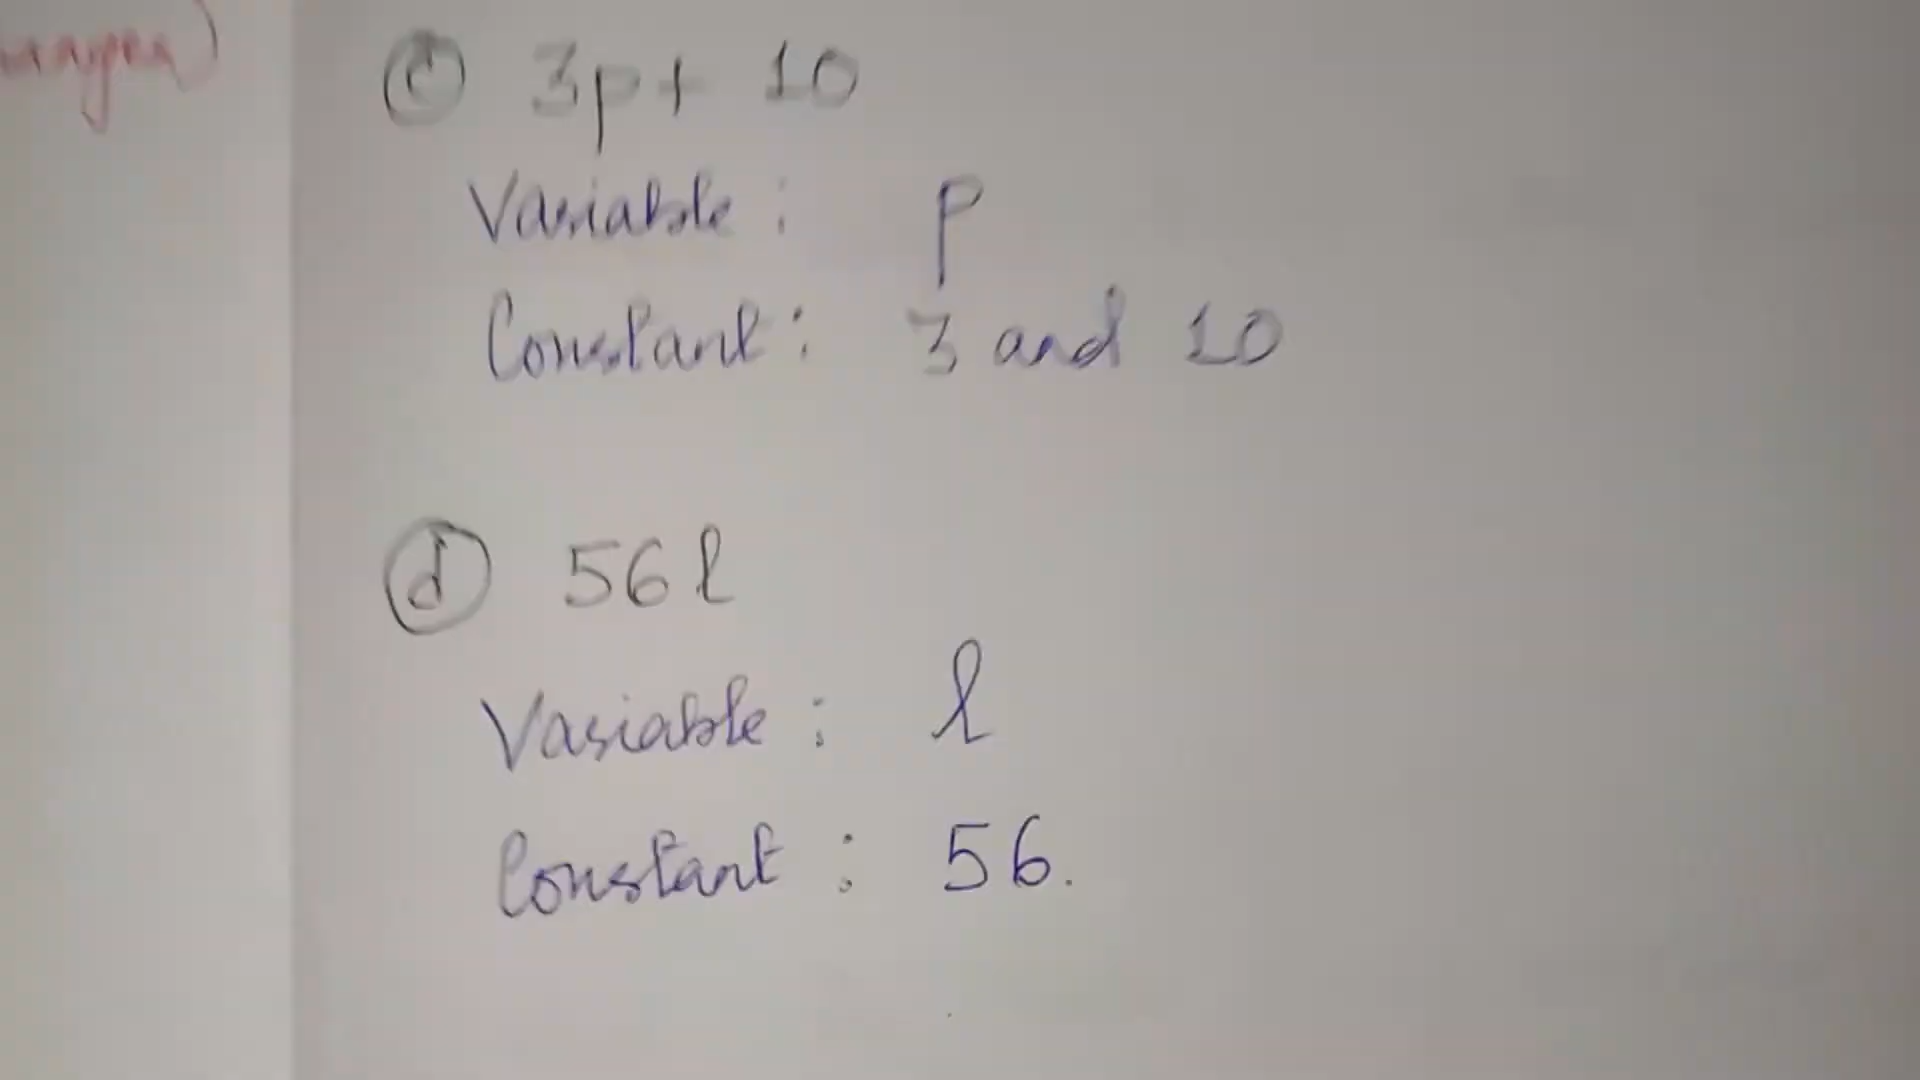 (c) 3p + 10
Variable : p
Constant : 3 and 10
(d) 56l
Variable : l
Constant : 56.